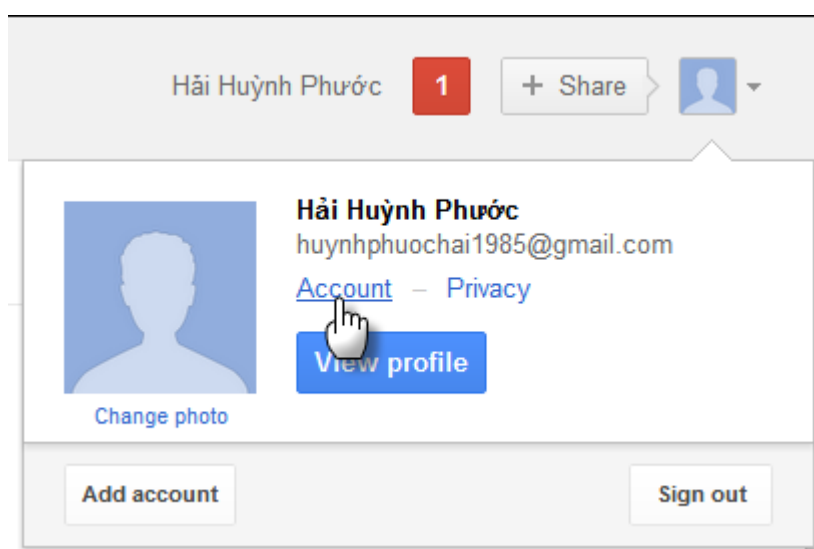 Hải Huỳnh Phước 1 + Share
Hải Huỳnh Phước
huynhphuochai1985@gmail.com
Account – Privacy
View profile
Change photo
Add account Sign out